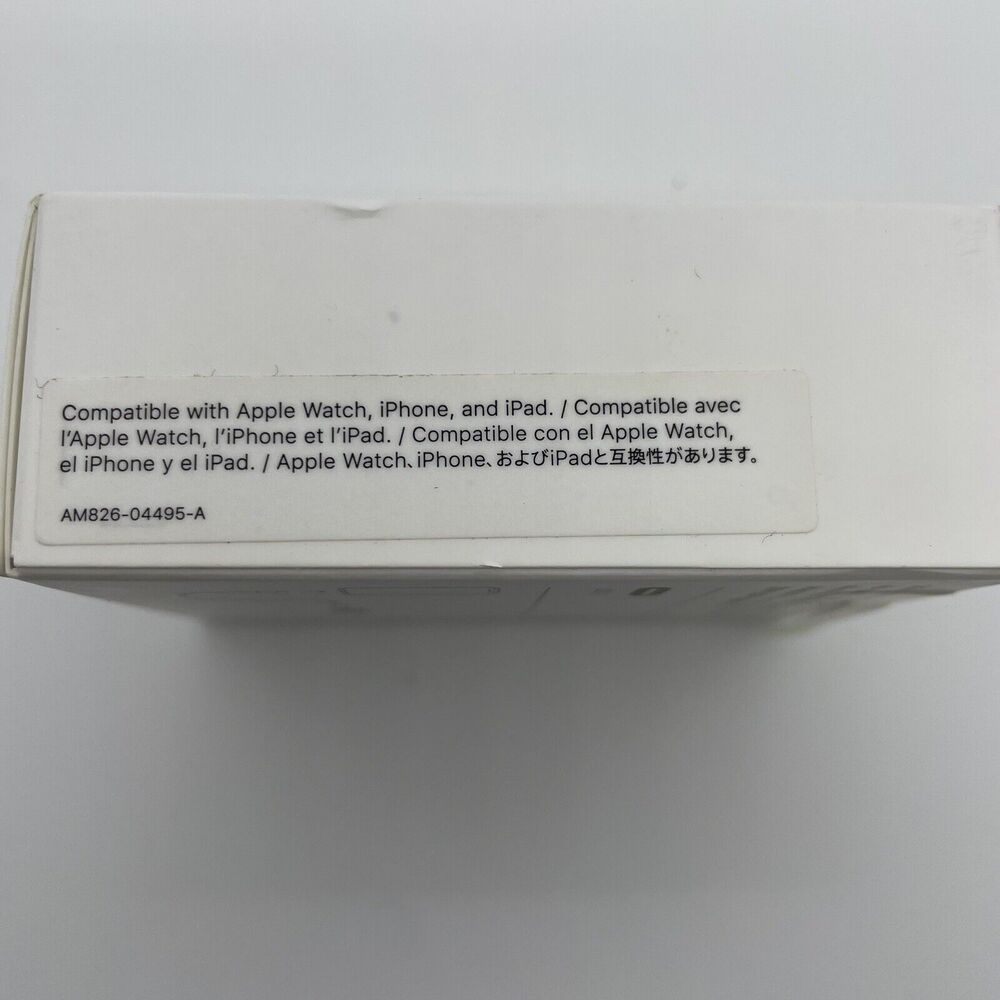 Compatible with Apple Watch, iPhone, and iPad. / Compatible avec
l’Apple Watch, l’iPhone et l’iPad. / Compatible con el Apple Watch,
el iPhone y el iPad. / Apple Watch、iPhone、およびiPadと互換性があります。
AM826-04495-A